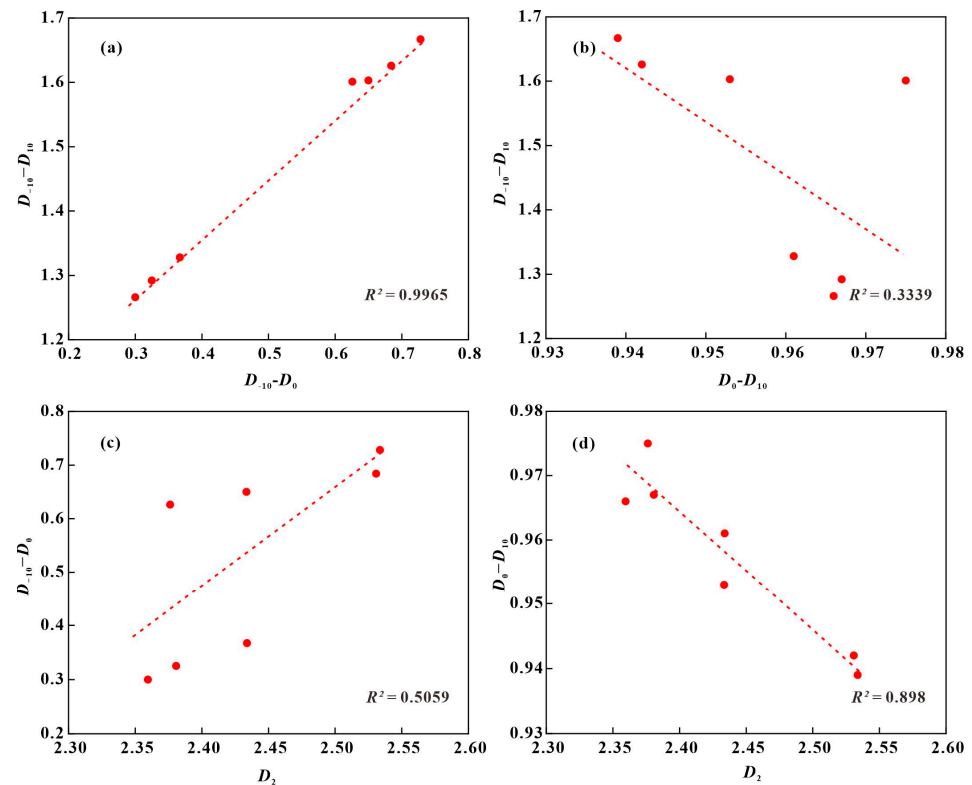 (a)
1.7
1.6
1.5
1.4
1.3
1.2
D₋₁₀−D₁₀
R² = 0.9965
0.2 0.3 0.4 0.5 0.6 0.7 0.8
D₋₁₀-D₀
(b)
1.7
1.6
1.5
1.4
1.3
1.2
D₋₁₀−D₁₀
R² = 0.3339
0.93 0.94 0.95 0.96 0.97 0.98
D₀-D₁₀
(c)
0.8
0.7
0.6
0.5
0.4
0.3
0.2
D₋₁₀−D₀
R² = 0.5059
2.30 2.35 2.40 2.45 2.50 2.55 2.60
D₂
(d)
0.98
0.97
0.96
0.95
0.94
0.93
D₀−D₁₀
R² = 0.898
2.30 2.35 2.40 2.45 2.50 2.55 2.60
D₂